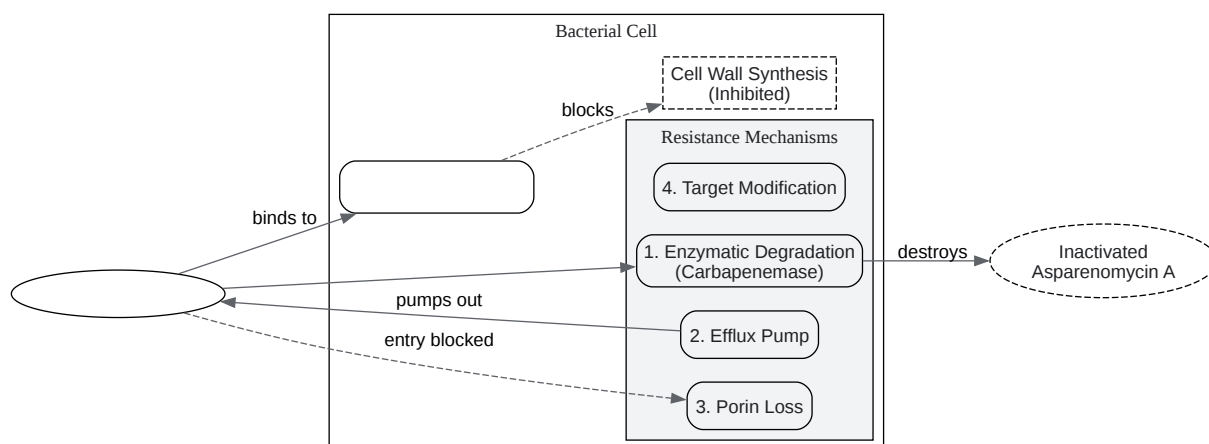 Bacterial Cell
Cell Wall Synthesis
(Inhibited)
blocks
Resistance Mechanisms
4. Target Modification
binds to
1. Enzymatic Degradation
(Carbapenemase)
destroys
Inactivated
Asparenomycin A
pumps out
2. Efflux Pump
entry blocked
3. Porin Loss